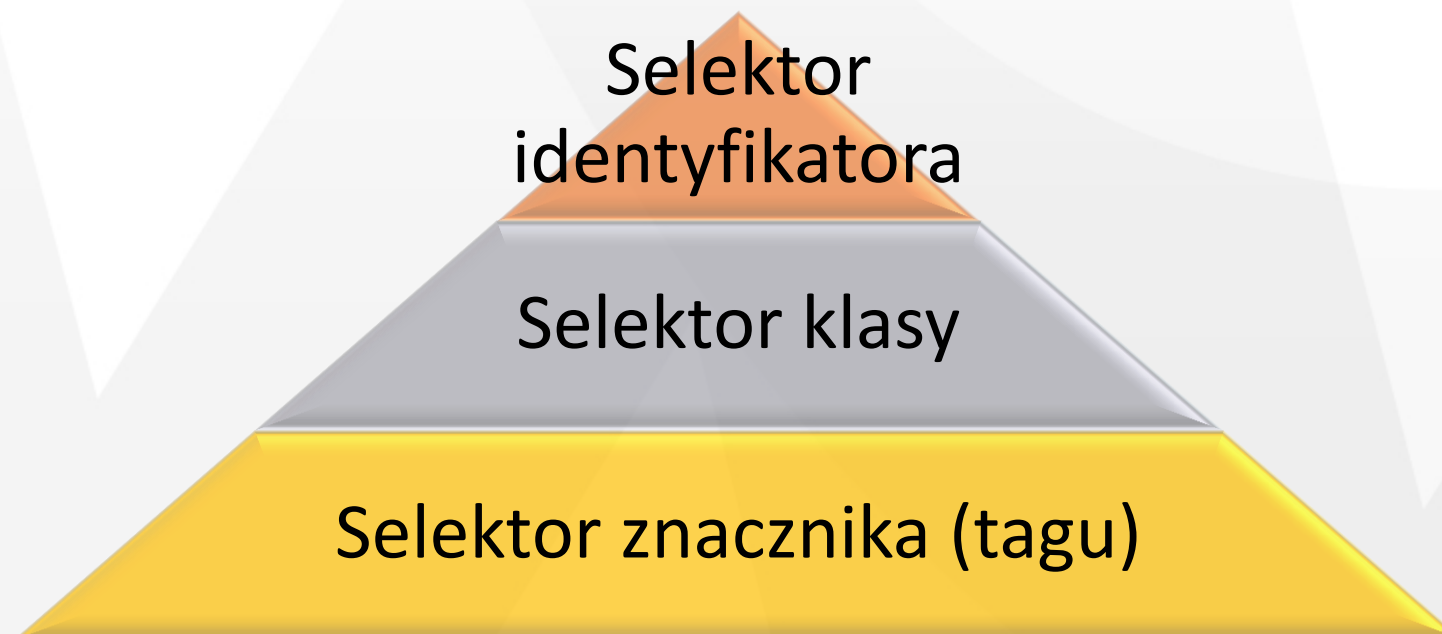 Selektor
identyfikatora
Selektor klasy
Selektor znacznika (tagu)